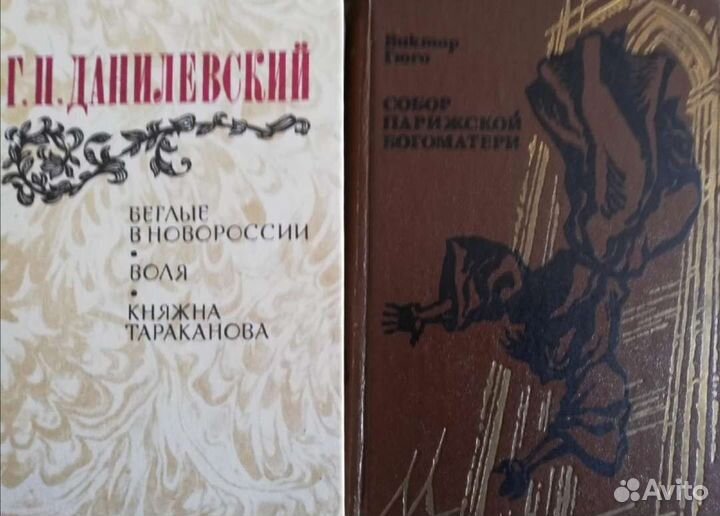 Г.П. ДАНИЛЕВСКИЙ
БЕГЛЫЕ
В НОВОРОССИИ
•
ВОЛЯ
•
КНЯЖНА
ТАРАКАНОВА
Виктор
Гюго
СОБОР
ПАРИЖСКОЙ
БОГОМАТЕРИ
Avito